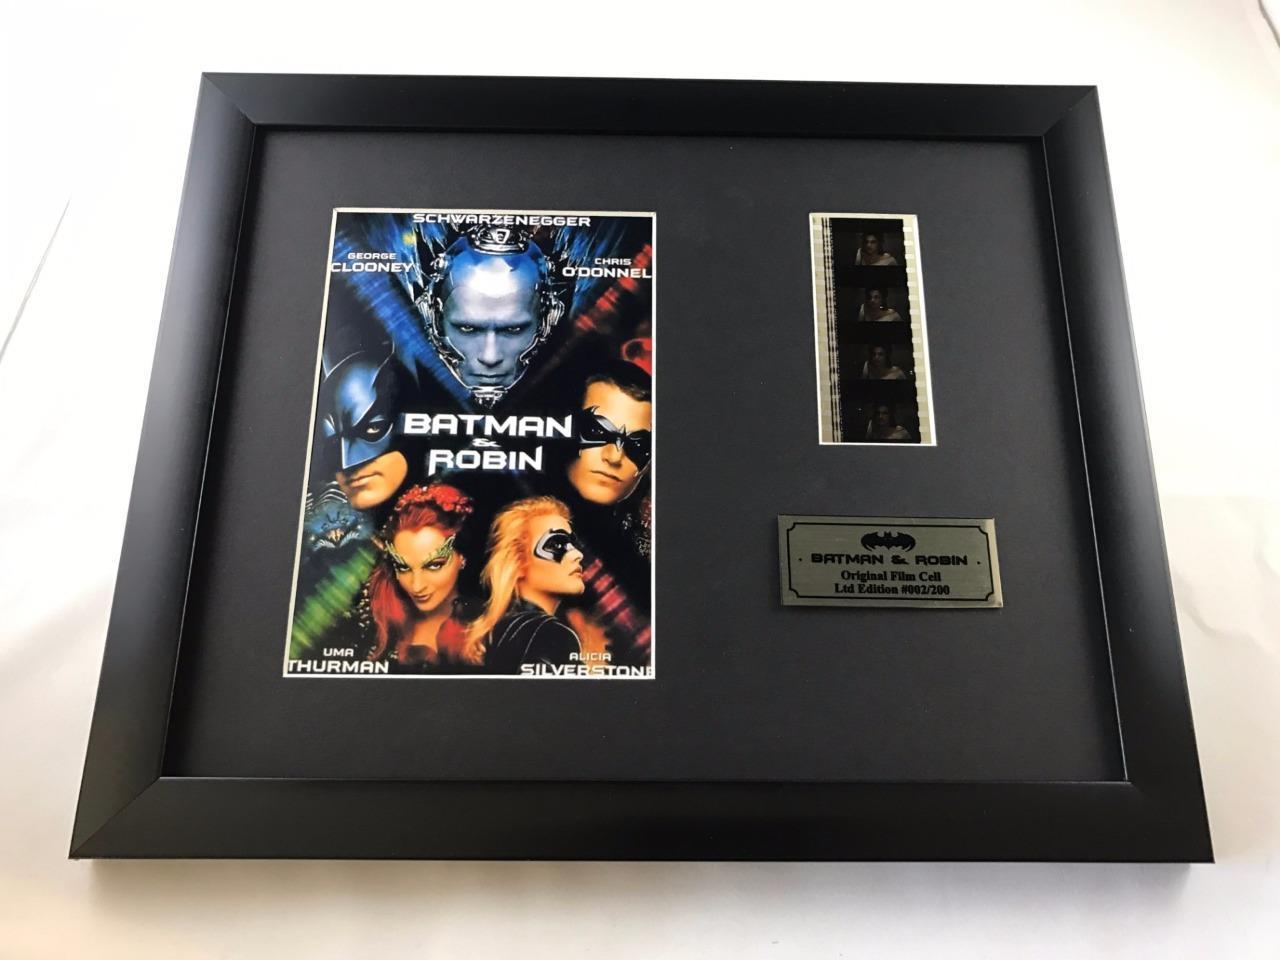 SCHWARZENEGGER
GEORGE
CLOONEY
CHRIS
O'DONNEL
BATMAN
&
ROBIN
UMA
THURMAN
ALICIA
SILVERSTONE
BATMAN & ROBIN
Original Film Cell
Ltd Edition #002/200